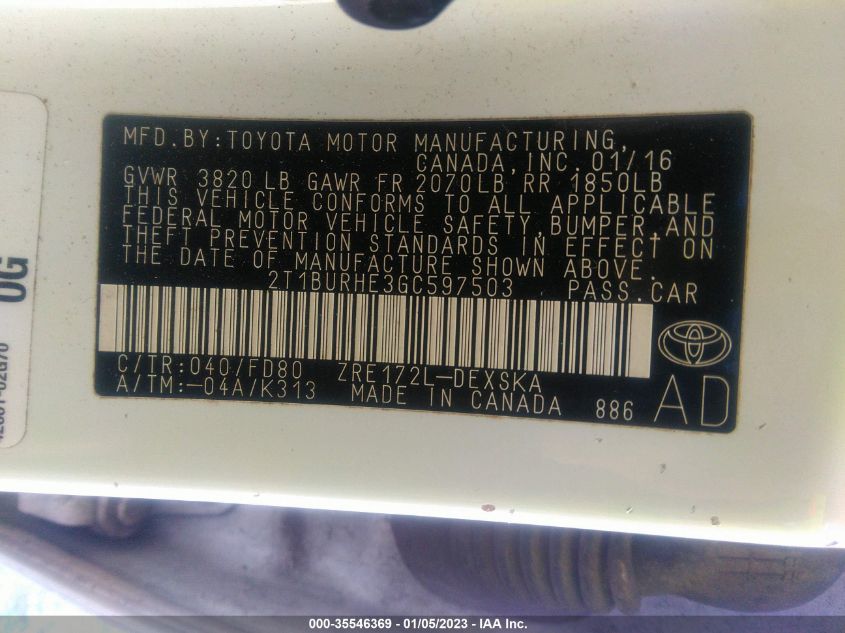 MFD.BY:TOYOTA MOTOR MANUFACTURING,
CANADA,INC. 01/16
GVWR 3820 LB GAWR FR 2070LB RR 1850LB
THIS VEHICLE CONFORMS TO ALL APPLICABLE
FEDERAL MOTOR VEHICLE SAFETY,BUMPER,AND
THEFT PREVENTION STANDARDS IN EFFECT ON
THE DATE OF MANUFACTURE SHOWN ABOVE.
2T1BURHE3GC597503 PASS.CAR
C/TR:040/FD80 ZRE172L-DEXSKA
A/TM:-04A/K313 MADE IN CANADA 886 AD
0G
000-35546369 - 01/05/2023 - IAA Inc.